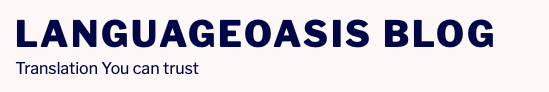 LANGUAGEOASIS BLOG
Translation You can trust